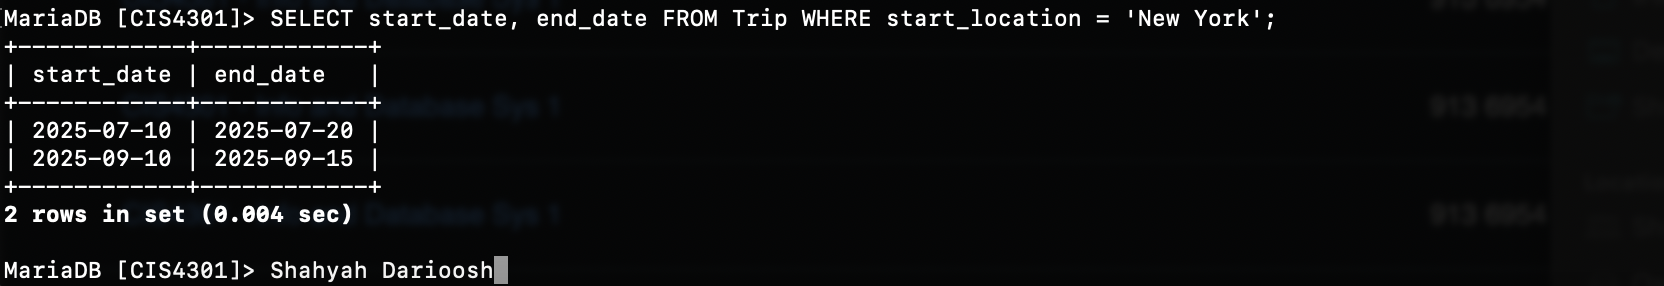 MariaDB [CIS4301]> SELECT start_date, end_date FROM Trip WHERE start_location = 'New York';
+------------+------------+
| start_date | end_date   |
+------------+------------+
| 2025-07-10 | 2025-07-20 |
| 2025-09-10 | 2025-09-15 |
+------------+------------+
2 rows in set (0.004 sec)
MariaDB [CIS4301]> Shahyah Darioosh